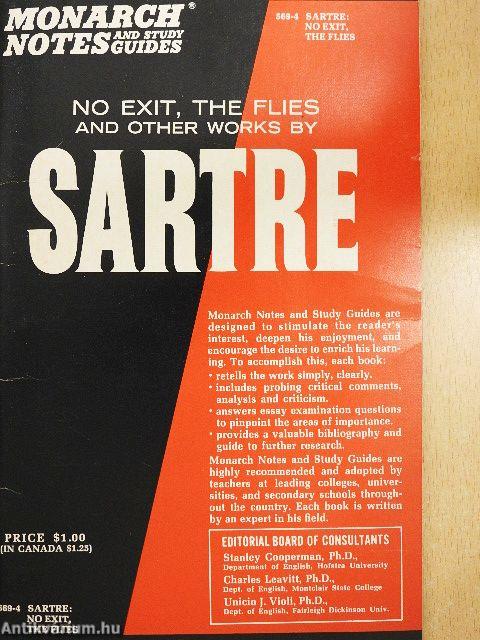 MONARCH®
NOTES AND STUDY GUIDES
669-4 SARTRE:
NO EXIT,
THE FLIES
NO EXIT, THE FLIES
AND OTHER WORKS BY
SARTRE
Monarch Notes and Study Guides are
designed to stimulate the reader's
interest, deepen his enjoyment, and
encourage the desire to enrich his learn-
ing. To accomplish this, each book:
• retells the work simply, clearly.
• includes probing critical comments,
analysis and criticism.
• answers essay examination questions
to pinpoint the areas of importance.
• provides a valuable bibliography and
guide to further research.
Monarch Notes and Study Guides are
highly recommended and adopted by
teachers at leading colleges, univer-
sities, and secondary schools through-
out the country. Each book is written
by an expert in his field.
EDITORIAL BOARD OF CONSULTANTS
Stanley Cooperman, Ph.D.,
Department of English, Hofstra University
Charles Leavitt, Ph.D.,
Dept. of English, Montclair State College
Unicio J. Violi, Ph.D.,
Dept. of English, Fairleigh Dickinson Univ.
PRICE $1.00
(IN CANADA $1.25)
669-4 SARTRE:
NO EXIT,
THE FLIES
Antikvarium.hu